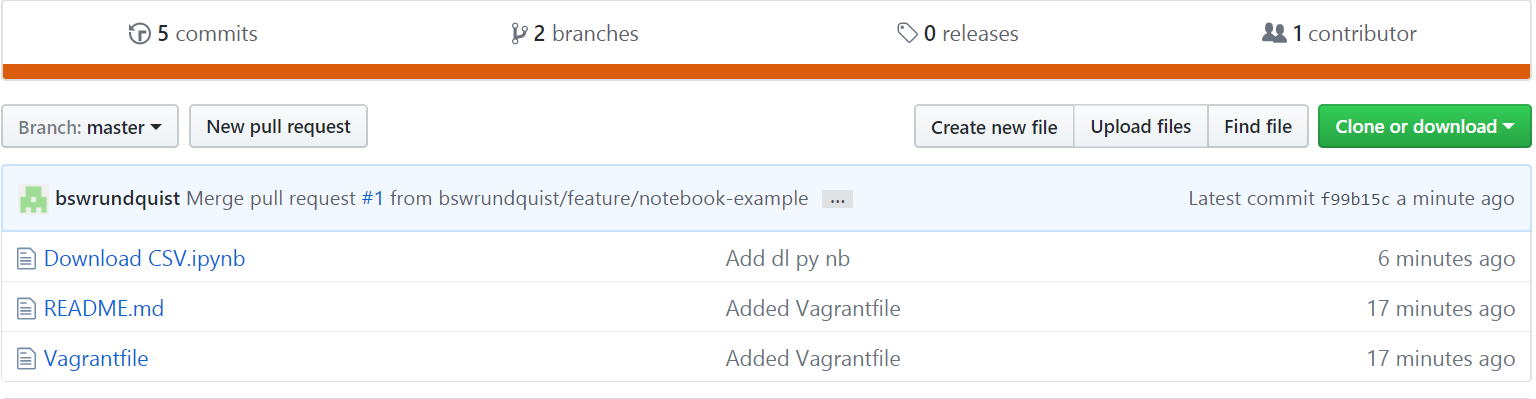 5 commits 2 branches 0 releases 1 contributor
Branch: master New pull request Create new file Upload files Find file Clone or download
bswrundquist Merge pull request #1 from bswrundquist/feature/notebook-example ... Latest commit f99b15c a minute ago
Download CSV.ipynb Add dl py nb 6 minutes ago
README.md Added Vagrantfile 17 minutes ago
Vagrantfile Added Vagrantfile 17 minutes ago